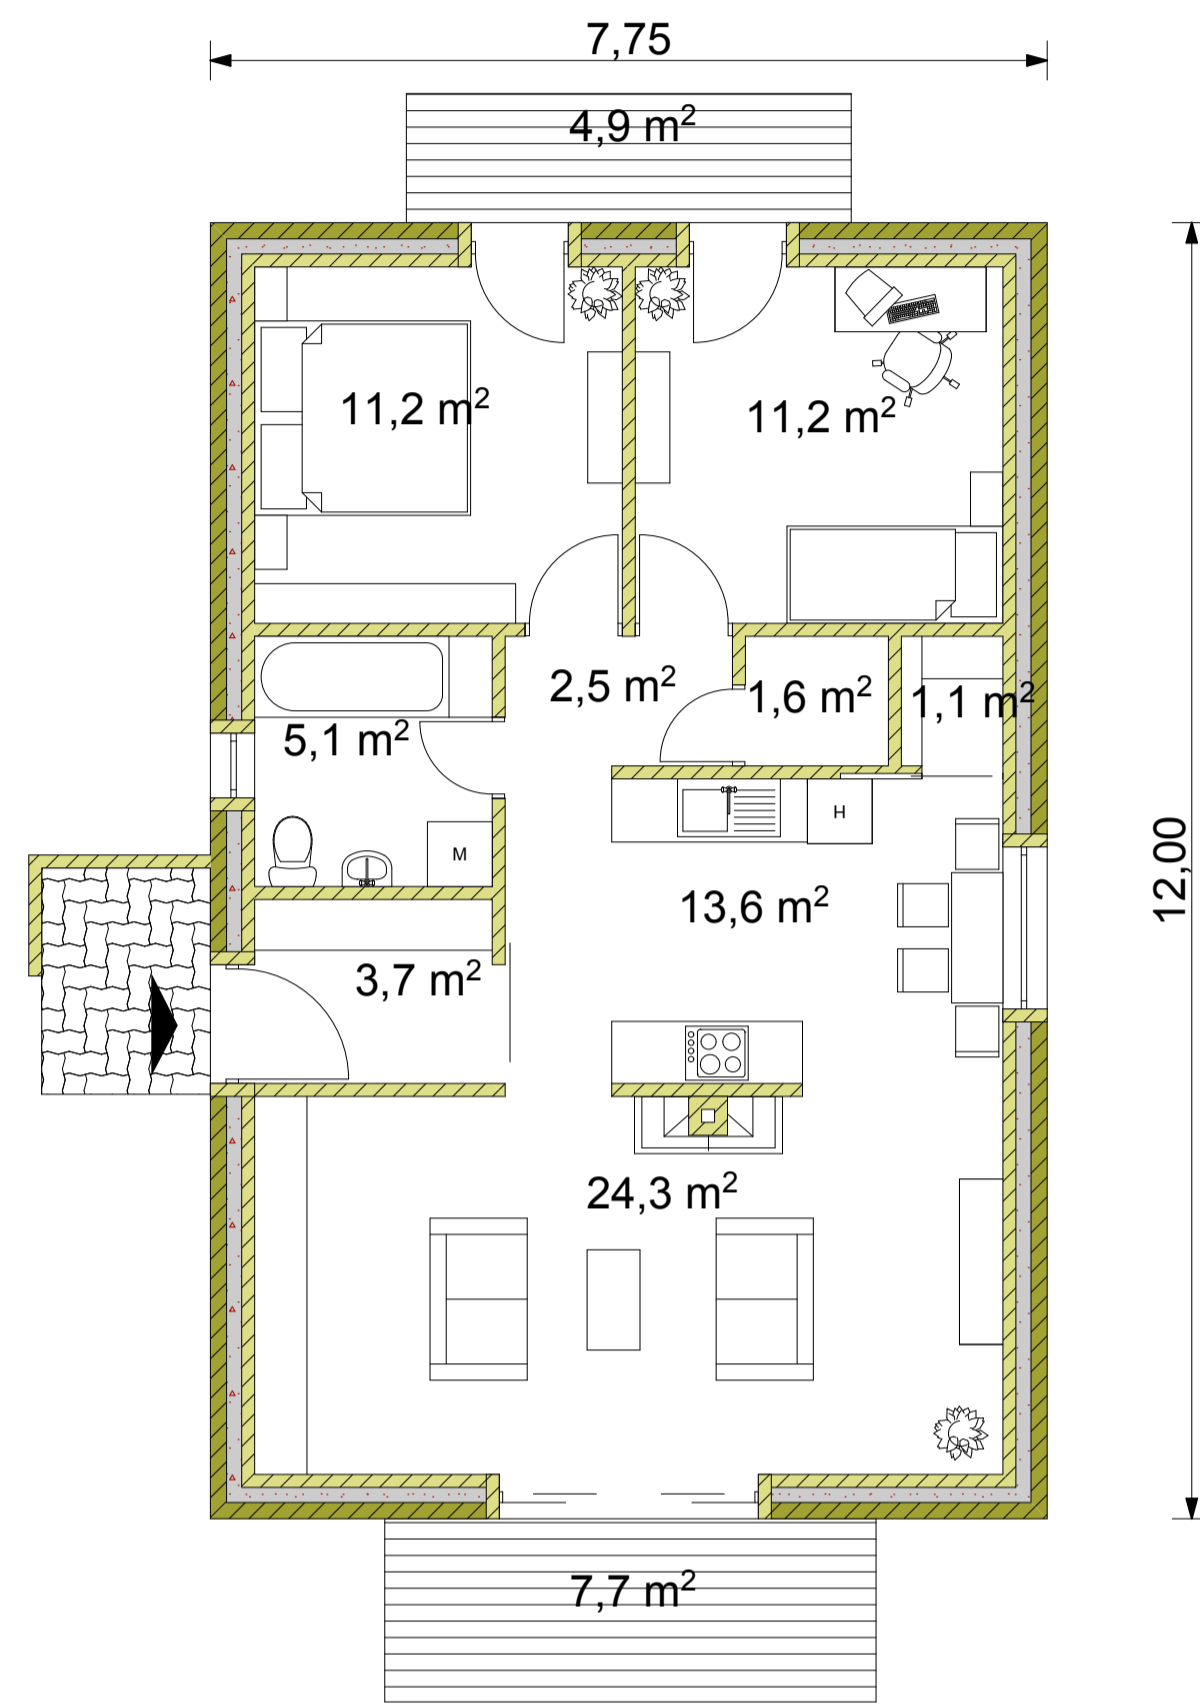 7,75
4,9 m²
11,2 m²
11,2 m²
2,5 m²
1,6 m²
1,1 m²
5,1 m²
H
M
13,6 m²
12,00
3,7 m²
24,3 m²
7,7 m²